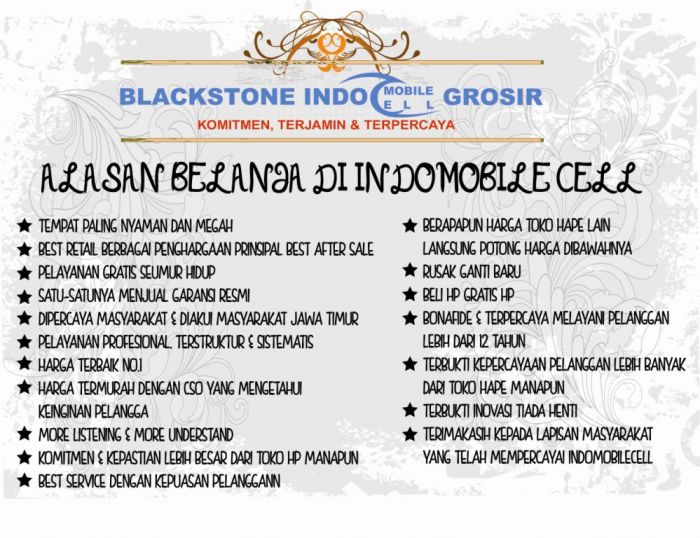 BLACKSTONE INDO MOBILE CELL GROSIR
KOMITMEN, TERJAMIN & TERPERCAYA
ALASAN BELANJA DI INDOMOBILE CELL
TEMPAT PALING NYAMAN DAN MEGAH
BEST RETAIL BERBAGAI PENGHARGAAN PRINSIPAL BEST AFTER SALE
PELAYANAN GRATIS SEUMUR HIDUP
SATU-SATUNYA MENJUAL GARANSI RESMI
DIPERCAYA MASYARAKAT & DIAKUI MASYARAKAT JAWA TIMUR
PELAYANAN PROFESIONAL, TERSTRUKTUR & SISTEMATIS
HARGA TERBAIK NO.1
HARGA TERMURAH DENGAN CSO YANG MENGETAHUI
KEINGINAN PELANGGA
MORE LISTENING & MORE UNDERSTAND
KOMITMEN & KEPASTIAN LEBIH BESAR DARI TOKO HP MANAPUN
BEST SERVICE DENGAN KEPUASAN PELANGGANN
BERAPAPUN HARGA TOKO HAPE LAIN
LANGSUNG POTONG HARGA DIBAWAHNYA
RUSAK GANTI BARU
BELI HP GRATIS HP
BONAFIDE & TERPERCAYA MELAYANI PELANGGAN
LEBIH DARI 12 TAHUN
TERBUKTI KEPERCAYAAN PELANGGAN LEBIH BANYAK
DARI TOKO HAPE MANAPUN
TERBUKTI INOVASI TIADA HENTI
TERIMAKASIH KEPADA LAPISAN MASYARAKAT
YANG TELAH MEMPERCAYAI INDOMOBILECELL